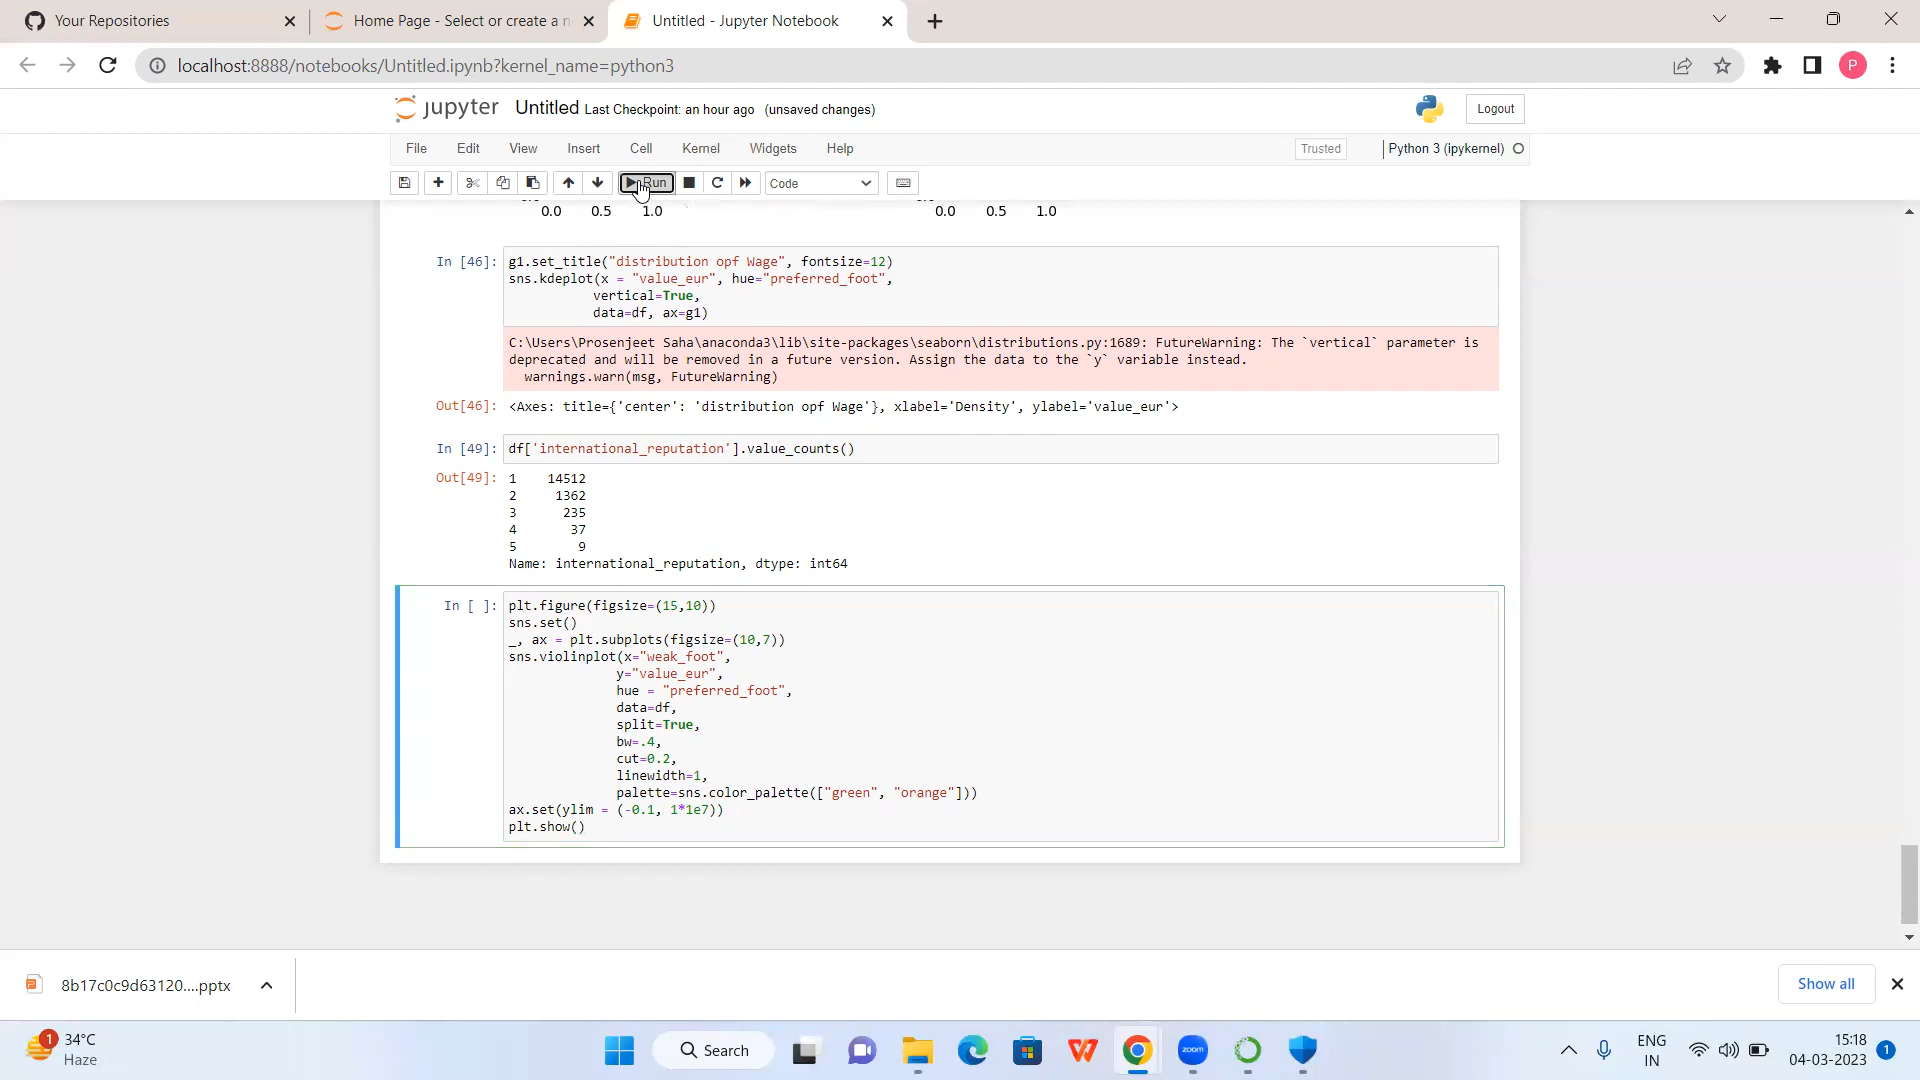 Your Repositories
Home Page - Select or create a n
Untitled - Jupyter Notebook
localhost:8888/notebooks/Untitled.ipynb?kernel_name=python3
P
jupyter Untitled Last Checkpoint: an hour ago (unsaved changes)
Logout
File Edit View Insert Cell Kernel Widgets Help
Trusted
Python 3 (ipykernel)
Run
Code
0.0 0.5 1.0 0.0 0.5 1.0
In [46]: g1.set_title("distribution opf Wage", fontsize=12)
sns.kdeplot(x = "value_eur", hue="preferred_foot",
vertical=True,
data=df, ax=g1)
C:\Users\Prosenjeet Saha\anaconda3\lib\site-packages\seaborn\distributions.py:1689: FutureWarning: The `vertical` parameter is
deprecated and will be removed in a future version. Assign the data to the `y` variable instead.
warnings.warn(msg, FutureWarning)
Out[46]: <Axes: title={'center': 'distribution opf Wage'}, xlabel='Density', ylabel='value_eur'>
In [49]: df['international_reputation'].value_counts()
Out[49]: 1 14512
2 1362
3 235
4 37
5 9
Name: international_reputation, dtype: int64
In [ ]: plt.figure(figsize=(15,10))
sns.set()
_, ax = plt.subplots(figsize=(10,7))
sns.violinplot(x="weak_foot",
y="value_eur",
hue = "preferred_foot",
data=df,
split=True,
bw=.4,
cut=0.2,
linewidth=1,
palette=sns.color_palette(["green", "orange"]))
ax.set(ylim = (-0.1, 1*1e7))
plt.show()
8b17c0c9d63120....pptx
Show all
1
34°C
Haze
Search
zoom
ENG
IN
15:18
04-03-2023
1